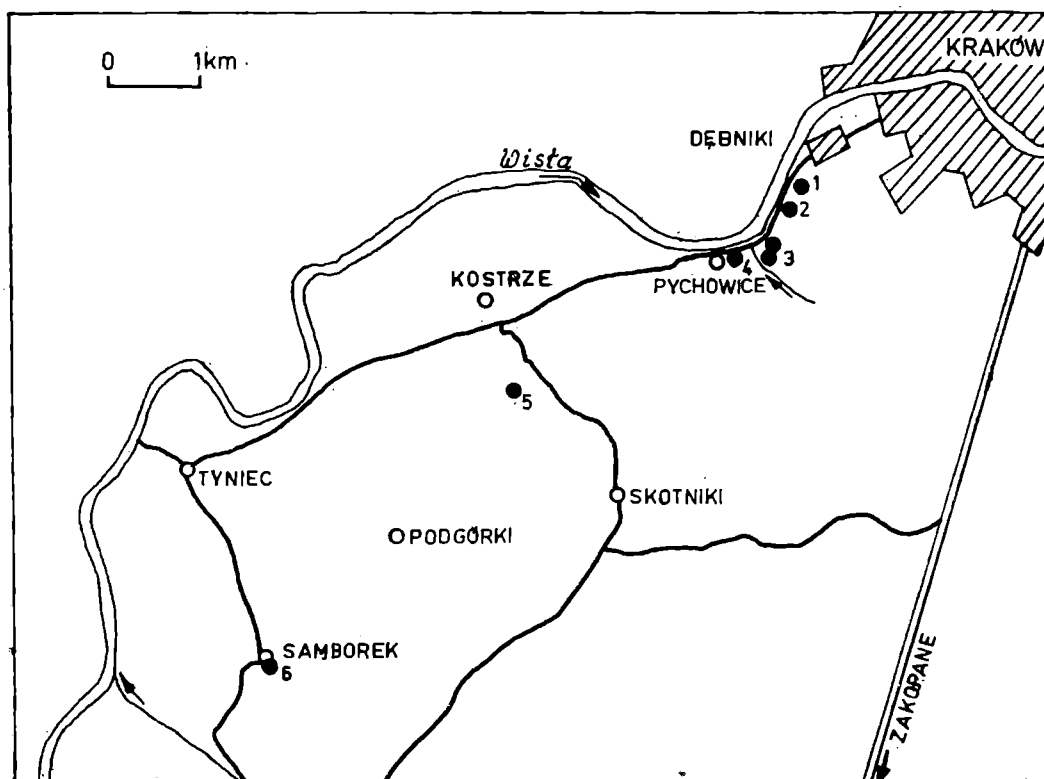 0 1km
KRAKÓW
DĘBNIKI
Wisła
1
2
3
4
PYCHOWICE
KOSTRZE
5
TYNIEC
SKOTNIKI
PODGÓRKI
SAMBOREK
6
ZAKOPANE